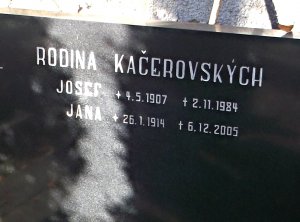 RODINA KAČEROVSKÝCH
JOSEF + 4.5.1907 † 2.11.1984
JANA + 26.1.1914 † 6.12.2005